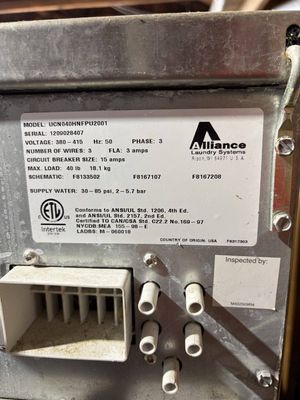 MODEL: UCN040HNFPU2001
SERIAL: 1209028407
VOLTAGE: 380 - 415 Hz: 50 PHASE: 3
NUMBER OF WIRES: 3 FLA: 3 amps
CIRCUIT BREAKER SIZE: 15 amps
MAX. LOAD: 40 lb 18.1 kg
SCHEMATIC: F8133502 F8167107 F8167208
SUPPLY WATER: 30-85 psi, 2-5.7 bar
Alliance
Laundry Systems
Ripon, WI 54971 U.S.A.
ETL
Intertek
Conforms to ANSI/UL Std. 1206, 4th Ed.
and ANSI/UL Std. 2157, 2nd Ed.
Certified To CAN/CSA Std. C22.2 No.169-97
NYCDB:MEA 155-98-E
LADBS: M-060018
COUNTRY OF ORIGIN: USA
Inspected by: